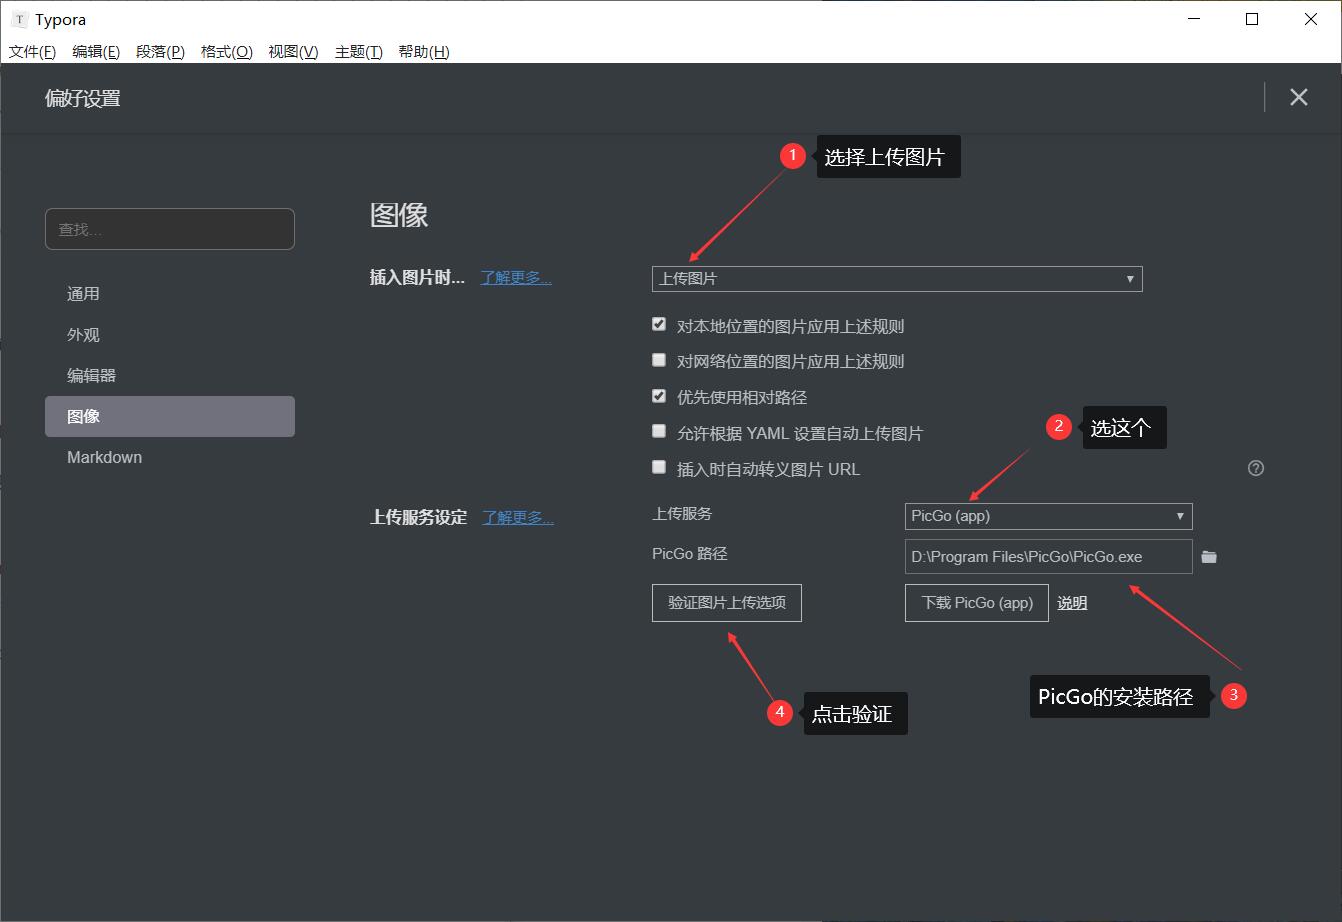 T Typora
文件(F) 编辑(E) 段落(P) 格式(O) 视图(V) 主题(T) 帮助(H)
偏好设置
1 选择上传图片
图像
查找...
插入图片时... 了解更多...
上传图片
通用
外观
编辑器
图像
Markdown
对本地位置的图片应用上述规则
对网络位置的图片应用上述规则
优先使用相对路径
2 选这个
允许根据 YAML 设置自动上传图片
插入时自动转义图片 URL
?
上传服务设定 了解更多...
上传服务
PicGo (app)
PicGo 路径
D:\Program Files\PicGo\PicGo.exe
验证图片上传选项
下载 PicGo (app) 说明
PicGo的安装路径 3
4 点击验证